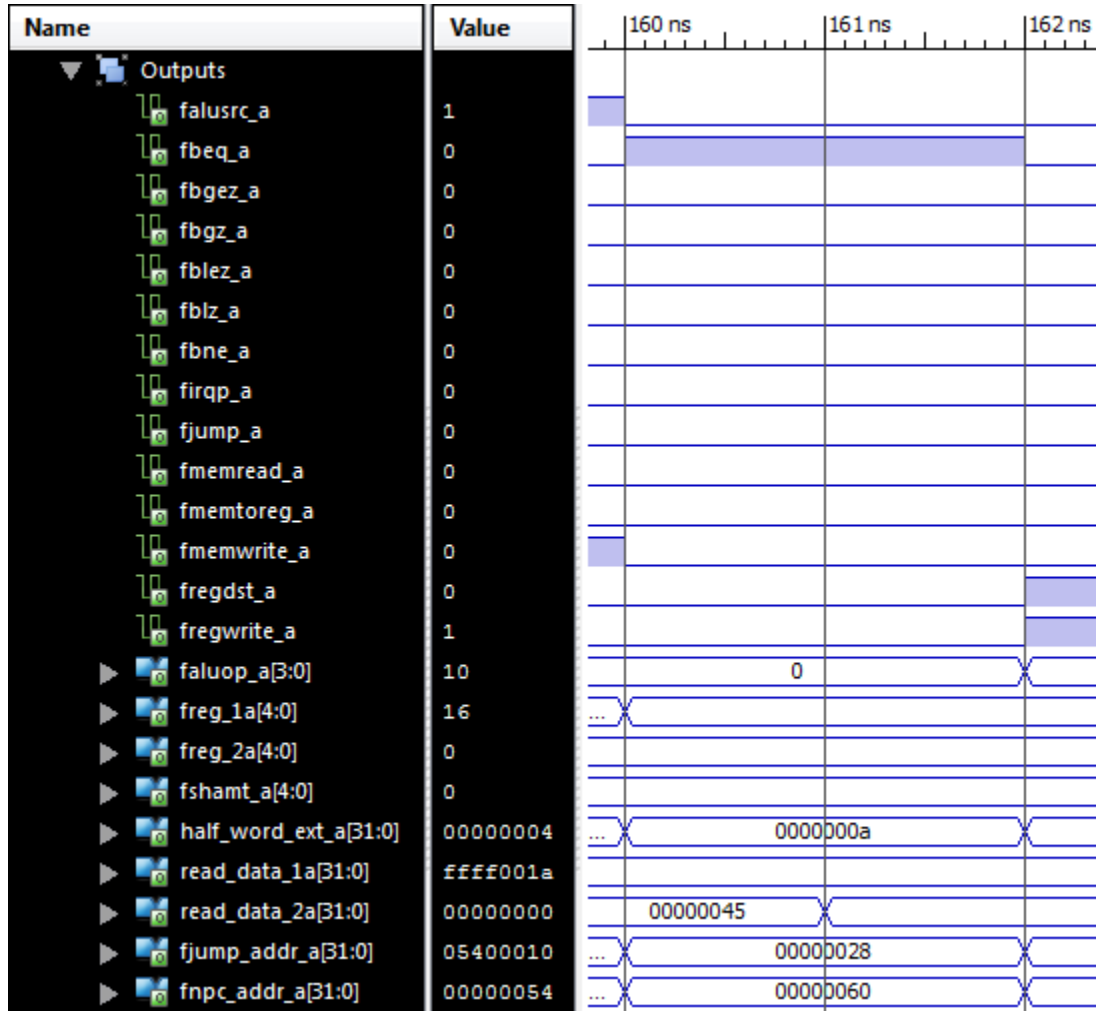 Name Value 160 ns 161 ns 162 ns
Outputs
falusrc_a 1
fbeq_a 0
fbgez_a 0
fbgz_a 0
fblez_a 0
fblz_a 0
fbne_a 0
firqp_a 0
fjump_a 0
fmemread_a 0
fmemtoreg_a 0
fmemwrite_a 0
fregdst_a 0
fregwrite_a 1
faluop_a[3:0] 10 0
freg_1a[4:0] 16 ...
freg_2a[4:0] 0
fshamt_a[4:0] 0
half_word_ext_a[31:0] 00000004 ... 0000000a
read_data_1a[31:0] ffff001a
read_data_2a[31:0] 00000000 00000045
fjump_addr_a[31:0] 05400010 ... 00000028
fnpc_addr_a[31:0] 00000054 ... 00000060